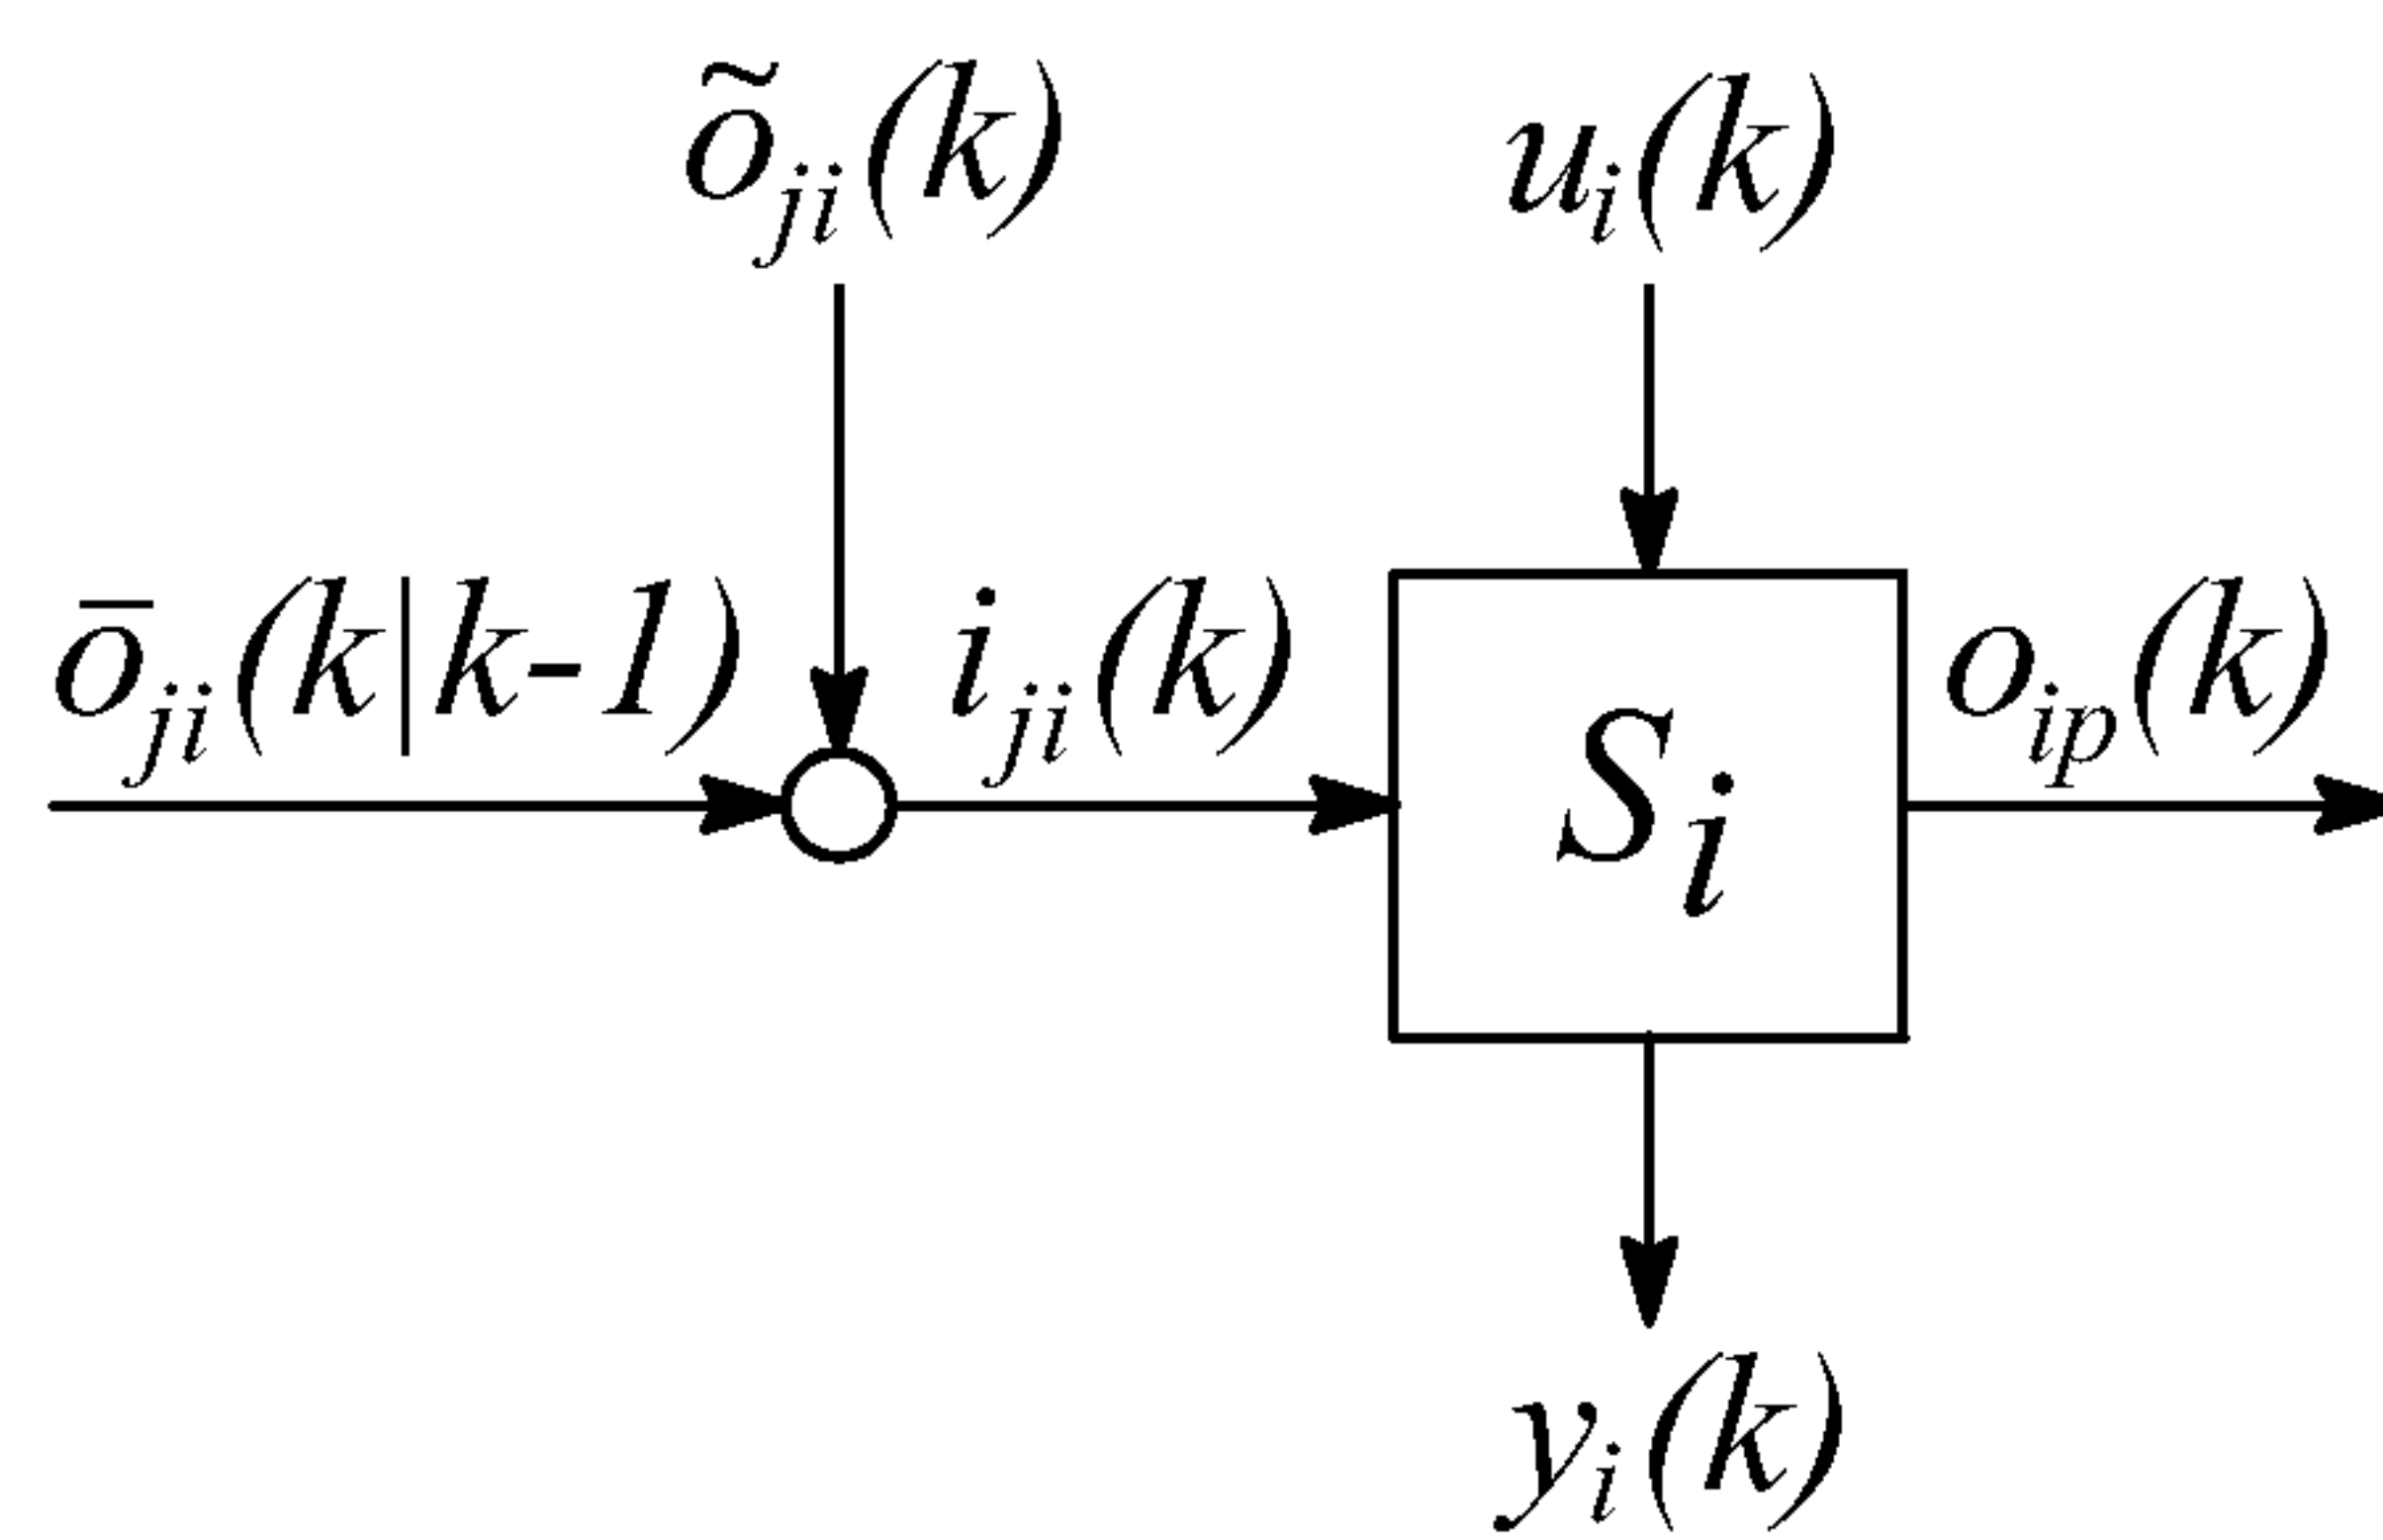 õ_ji(k)
u_i(k)
ō_ji(k|k-1)
i_ji(k)
S_i
o_ip(k)
y_i(k)